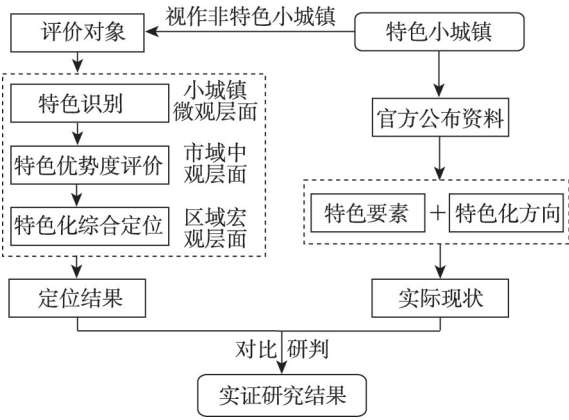 视作非特色小城镇
评价对象
特色小城镇
特色识别
小城镇
微观层面
官方公布资料
特色优势度评价
市域中
观层面
特色化综合定位
区域宏
观层面
特色要素
+
特色化方向
定位结果
实际现状
对比 研判
实证研究结果